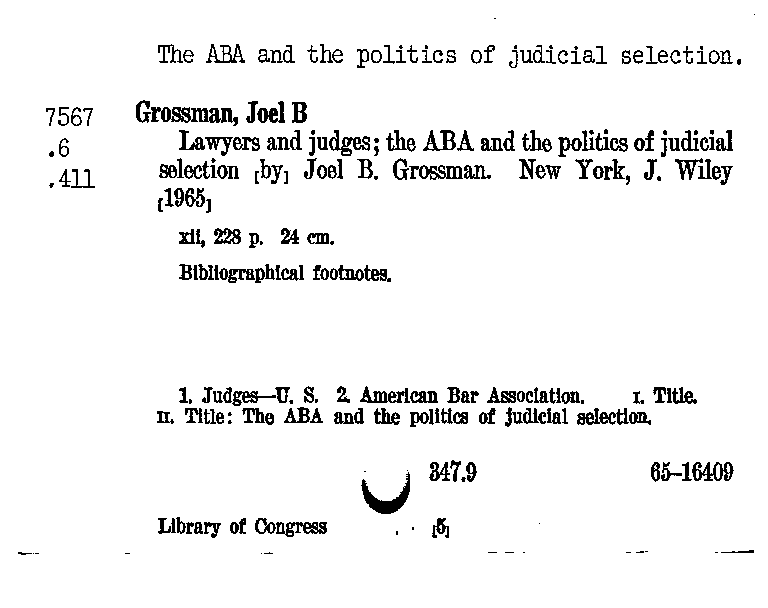 The ABA and the politics of judicial selection.
7567 Grossman, Joel B
.6 Lawyers and judges; the ABA and the politics of judicial
.411 selection [by] Joel B. Grossman. New York, J. Wiley
[1965]
xii, 228 p. 24 cm.
Bibliographical footnotes.
1. Judges—U. S. 2. American Bar Association. I. Title.
II. Title: The ABA and the politics of judicial selection.
347.9 65–16409
Library of Congress [5]